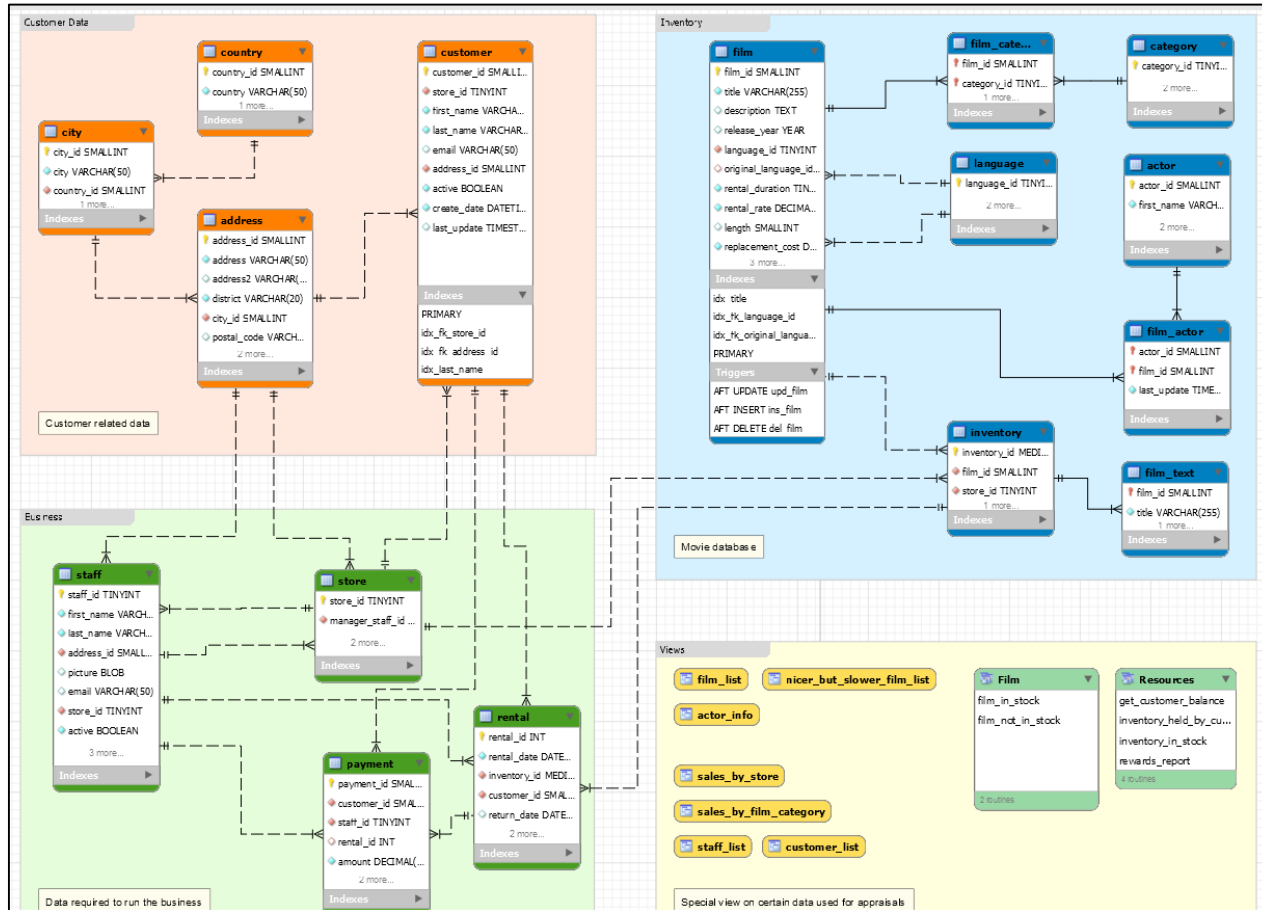 Customer Data
country
country_id SMALLINT
country VARCHAR(50)
1 more...
Indexes
customer
customer_id SMALLI...
store_id TINYINT
first_name VARCHA...
last_name VARCHAR...
email VARCHAR(50)
address_id SMALLINT
active BOOLEAN
create_date DATETI...
last_update TIMEST...
Indexes
PRIMARY
idx_fk_store_id
idx_fk_address_id
idx_last_name
city
city_id SMALLINT
city VARCHAR(50)
country_id SMALLINT
1 more...
Indexes
address
address_id SMALLINT
address VARCHAR(50)
address2 VARCHAR(...
district VARCHAR(20)
city_id SMALLINT
postal_code VARCH...
2 more...
Indexes
Customer related data
Inventory
film
film_id SMALLINT
title VARCHAR(255)
description TEXT
release_year YEAR
language_id TINYINT
original_language_id...
rental_duration TIN...
rental_rate DECIMA...
length SMALLINT
replacement_cost D...
3 more...
Indexes
idx_title
idx_fk_language_id
idx_fk_original_langua...
PRIMARY
Triggers
AFT UPDATE upd_film
AFT INSERT ins_film
AFT DELETE del_film
film_cate...
film_id SMALLINT
category_id TINYI...
1 more...
Indexes
category
category_id TINYI...
2 more...
Indexes
language
language_id TINYI...
2 more...
Indexes
actor
actor_id SMALLINT
first_name VARCH...
2 more...
Indexes
film_actor
actor_id SMALLINT
film_id SMALLINT
last_update TIME...
Indexes
inventory
inventory_id MEDI...
film_id SMALLINT
store_id TINYINT
1 more...
Indexes
film_text
film_id SMALLINT
title VARCHAR(255)
1 more...
Indexes
Movie database
Business
staff
staff_id TINYINT
first_name VARCH...
last_name VARCH...
address_id SMALL...
picture BLOB
email VARCHAR(50)
store_id TINYINT
active BOOLEAN
3 more...
Indexes
store
store_id TINYINT
manager_staff_id ...
2 more...
Indexes
rental
rental_id INT
rental_date DATE...
inventory_id MEDI...
customer_id SMAL...
return_date DATE...
2 more...
Indexes
payment
payment_id SMAL...
customer_id SMAL...
staff_id TINYINT
rental_id INT
amount DECIMAL(...
2 more...
Indexes
Data required to run the business
Views
film_list
nicer_but_slower_film_list
actor_info
sales_by_store
sales_by_film_category
staff_list
customer_list
Film
film_in_stock
film_not_in_stock
2 routines
Resources
get_customer_balance
inventory_held_by_cu...
inventory_in_stock
rewards_report
4 routines
Special view on certain data used for appraisals